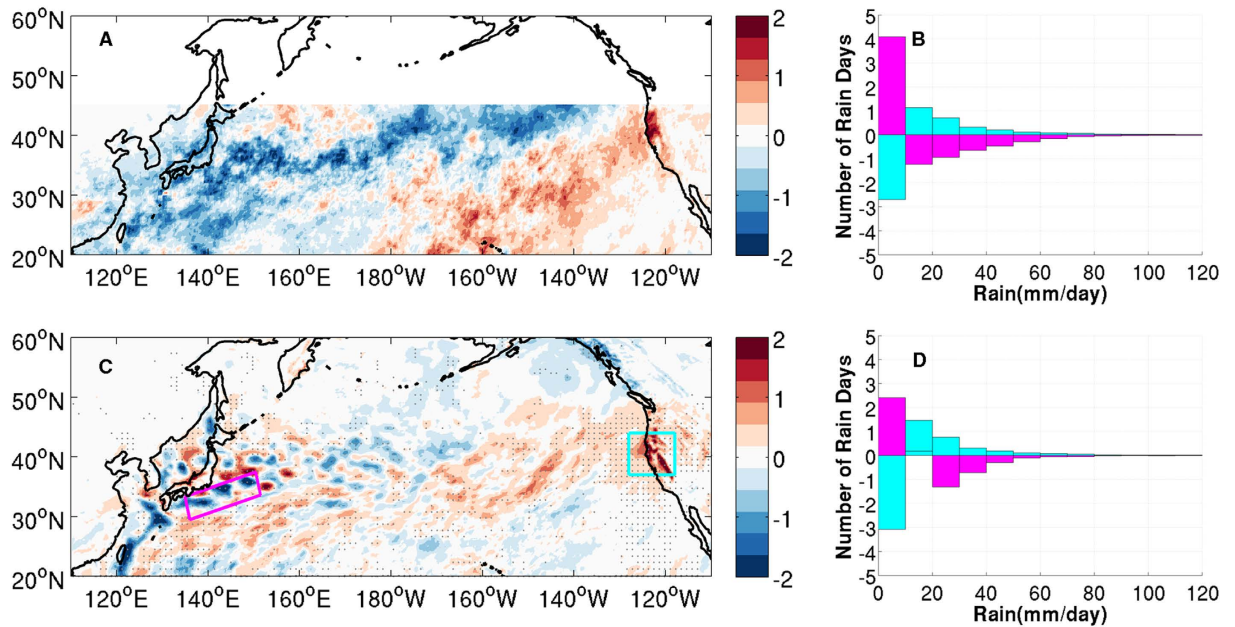 A
60°N
50°N
40°N
30°N
20°N
120°E 140°E 160°E 180°W 160°W 140°W 120°W
2
1
0
-1
-2
B
Number of Rain Days
5
4
3
2
1
0
-1
-2
-3
-4
-5
0 20 40 60 80 100 120
Rain(mm/day)
C
60°N
50°N
40°N
30°N
20°N
120°E 140°E 160°E 180°W 160°W 140°W 120°W
2
1
0
-1
-2
D
Number of Rain Days
5
4
3
2
1
0
-1
-2
-3
-4
-5
0 20 40 60 80 100 120
Rain(mm/day)